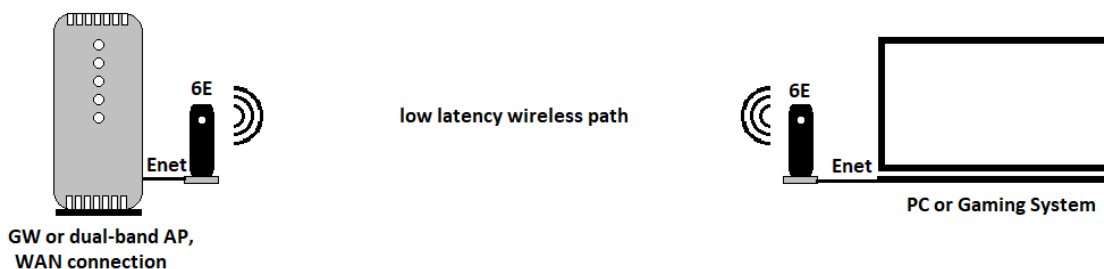 6E
6E
low latency wireless path
Enet
Enet
PC or Gaming System
GW or dual-band AP,
WAN connection